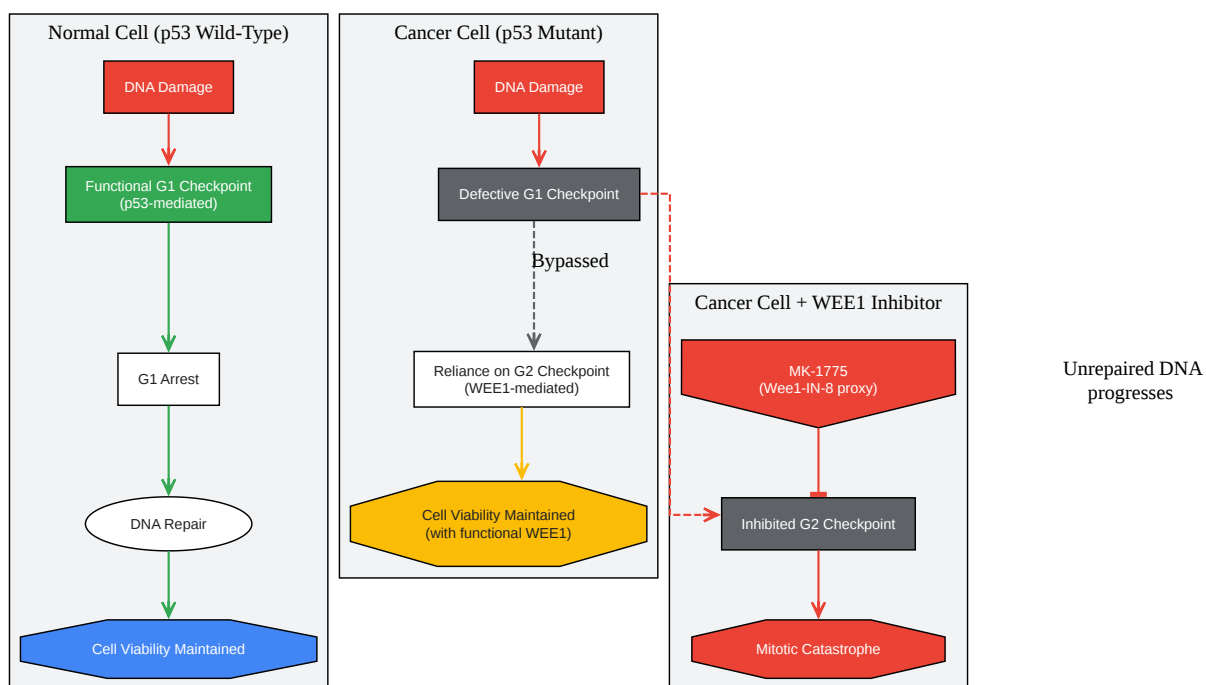 Normal Cell (p53 Wild-Type)
DNA Damage
Functional G1 Checkpoint
(p53-mediated)
G1 Arrest
DNA Repair
Cell Viability Maintained
Cancer Cell (p53 Mutant)
DNA Damage
Defective G1 Checkpoint
Bypassed
Reliance on G2 Checkpoint
(WEE1-mediated)
Cell Viability Maintained
(with functional WEE1)
Cancer Cell + WEE1 Inhibitor
MK-1775
(Wee1-IN-8 proxy)
Inhibited G2 Checkpoint
Mitotic Catastrophe
Unrepaired DNA
progresses